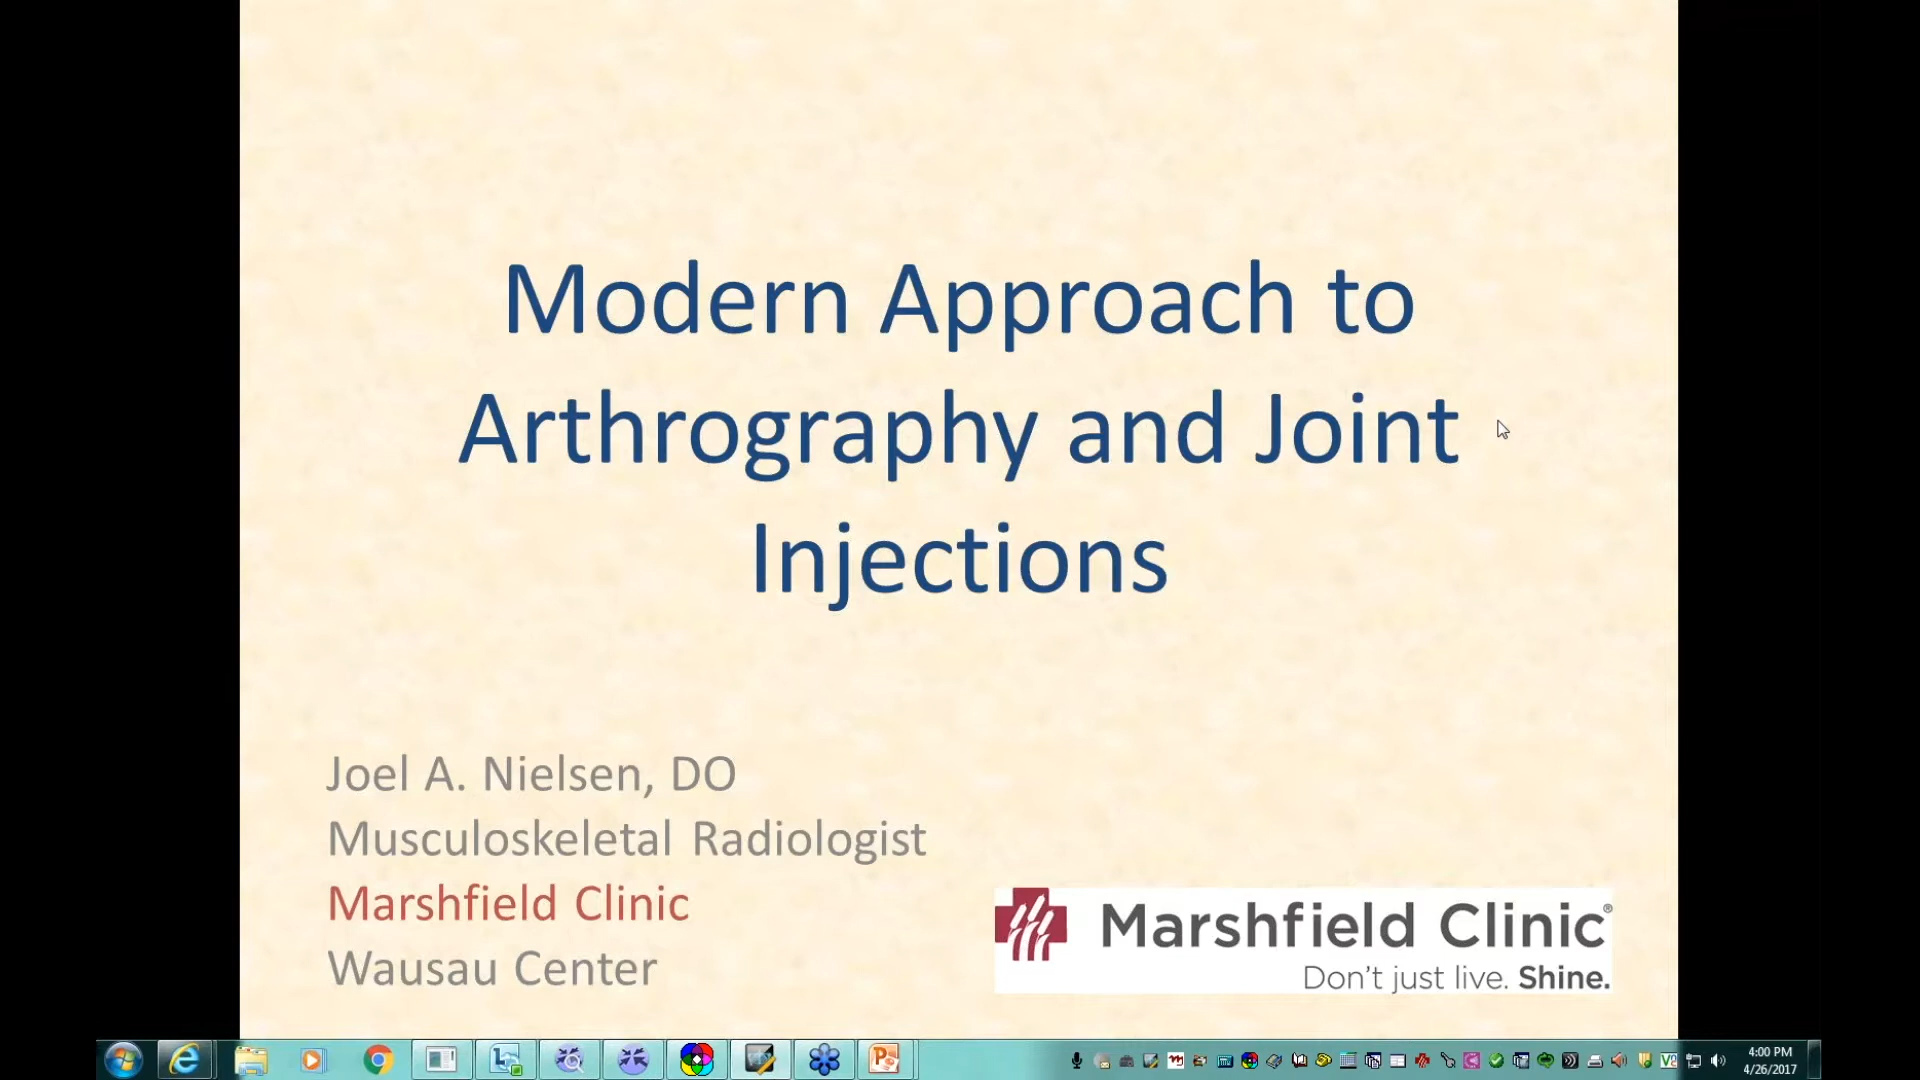 Modern Approach to
Arthrography and Joint
Injections
Joel A. Nielsen, DO
Musculoskeletal Radiologist
Marshfield Clinic
Wausau Center
Marshfield Clinic®
Don't just live. Shine.
4:00 PM
4/26/2017